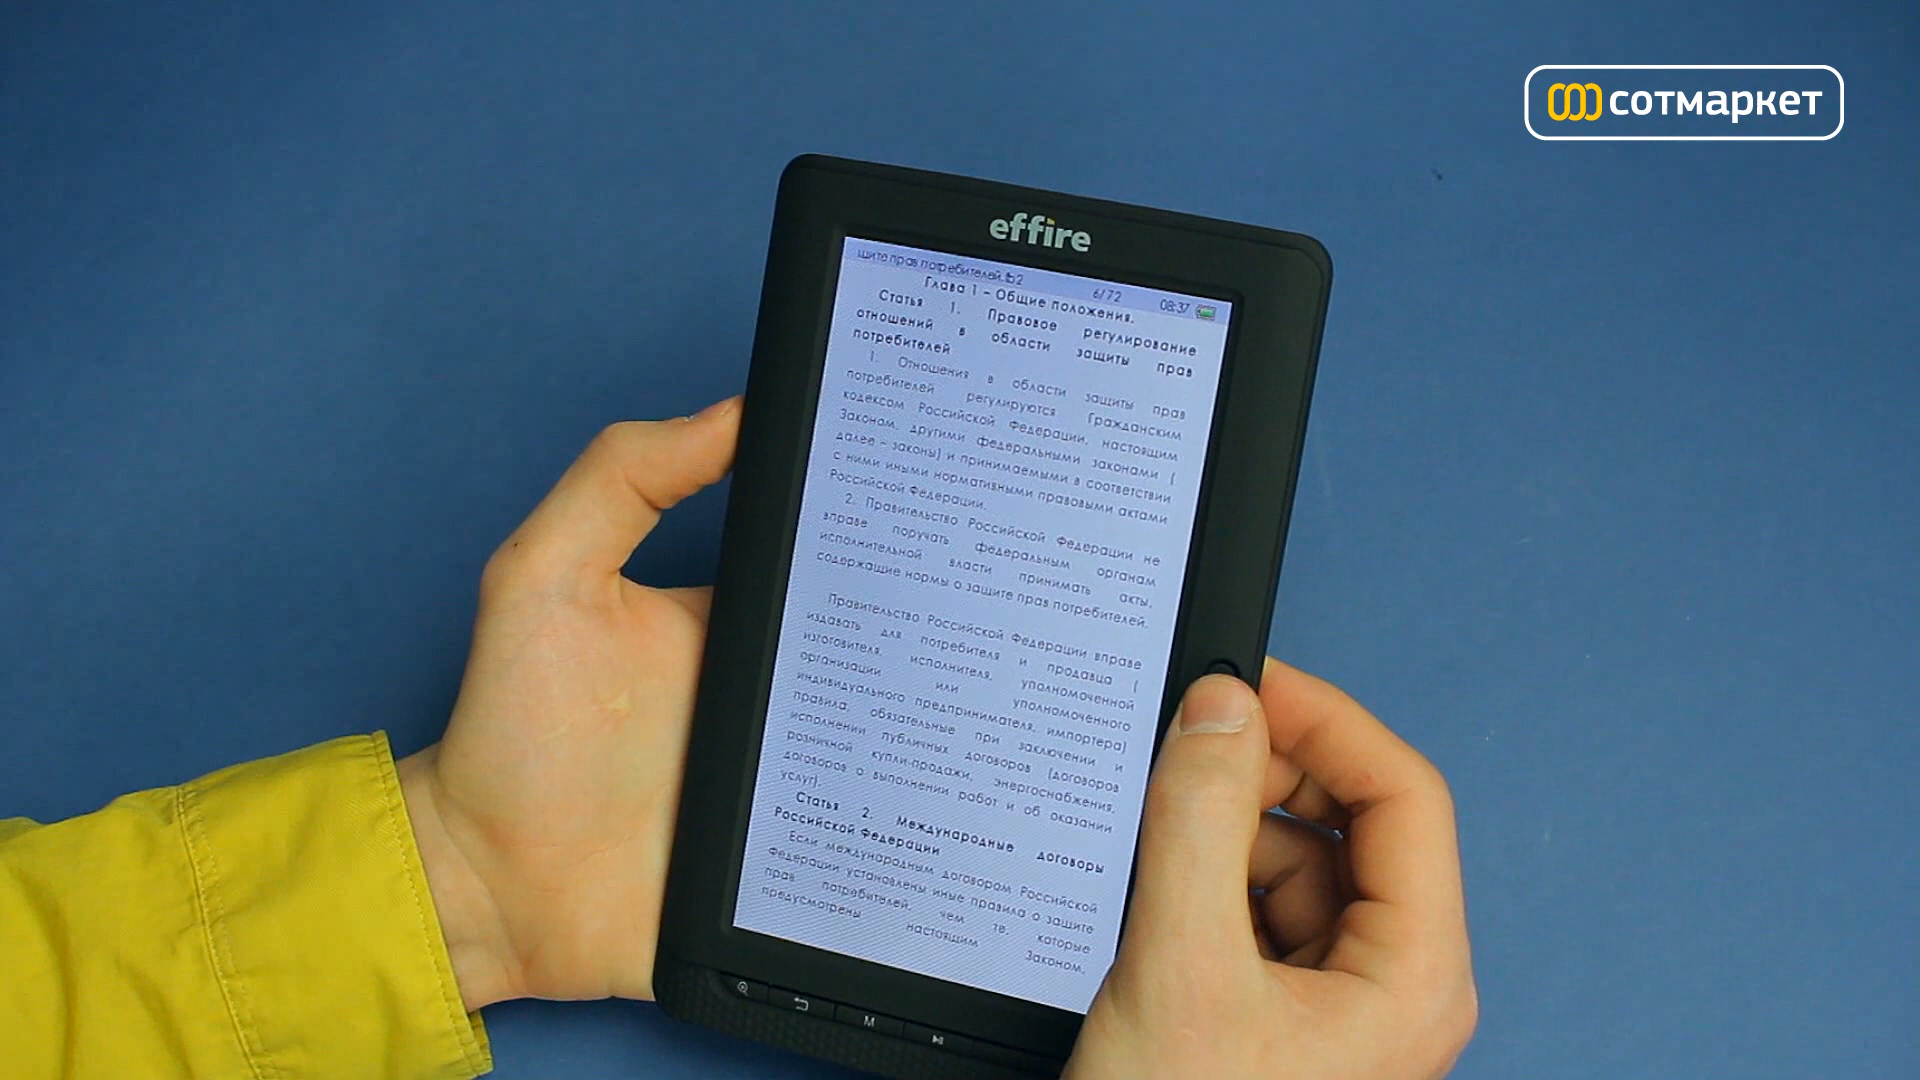 сотмаркет
effire
щите прав потребителей.fb2 6/72 08:37
Глава 1 – Общие положения.
Статья 1. Правовое регулирование
отношений в области защиты прав
потребителей
1. Отношения в области защиты прав
потребителей регулируются Гражданским
кодексом Российской Федерации, настоящим
Законом, другими федеральными законами (
далее – законы) и принимаемыми в соответствии
с ними иными нормативными правовыми актами
Российской Федерации.
2. Правительство Российской Федерации не
вправе поручать федеральным органам
исполнительной власти принимать акты,
содержащие нормы о защите прав потребителей.
Правительство Российской Федерации вправе
издавать для потребителя и продавца (
изготовителя, исполнителя, уполномоченной
организации или уполномоченного
индивидуального предпринимателя, импортера)
правила, обязательные при заключении и
исполнении публичных договоров (договоров
розничной купли-продажи, энергоснабжения,
договоров о выполнении работ и об оказании
услуг).
Статья 2. Международные договоры
Российской Федерации
Если международным договором Российской
Федерации установлены иные правила о защите
прав потребителей, чем те, которые
предусмотрены настоящим Законом,
M